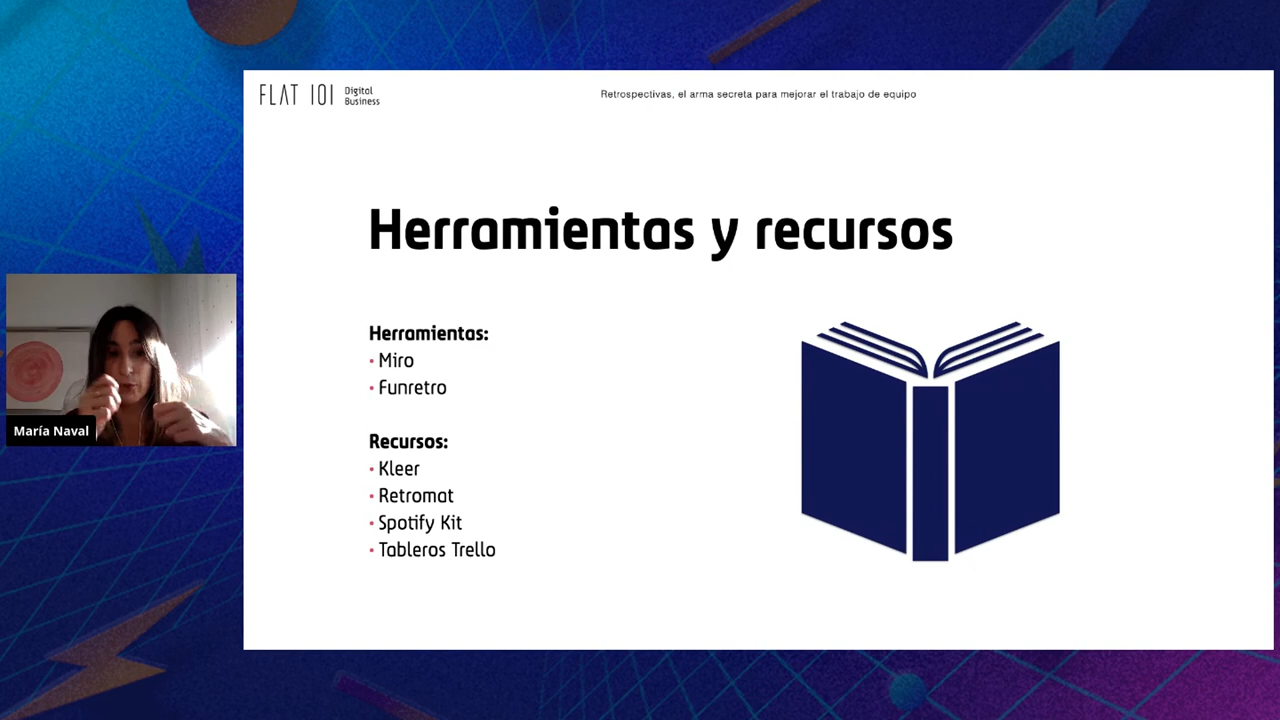 FLAT 101 Digital Business
Retrospectivas, el arma secreta para mejorar el trabajo de equipo
Herramientas y recursos
Herramientas:
• Miro
• Funretro
Recursos:
• Kleer
• Retromat
• Spotify Kit
• Tableros Trello
María Naval